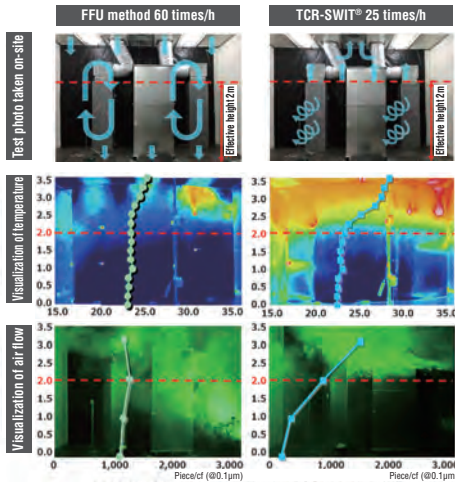 FFU method 60 times/h
TCR-SWIT® 25 times/h
Test photo taken on-site
Effective height 2m
Effective height 2m
Visualization of temperature
3.5
3.0
2.5
2.0
1.5
1.0
0.5
0.0
15.0 20.0 25.0 30.0 35.0
3.5
3.0
2.5
2.0
1.5
1.0
0.5
0.0
15.0 20.0 25.0 30.0 35.0
Visualization of air flow
3.5
3.0
2.5
2.0
1.5
1.0
0.5
0.0
0 1,000 2,000 3,000
Piece/cf (@0.1μm)
3.5
3.0
2.5
2.0
1.5
1.0
0.5
0.0
0 1,000 2,000 3,000
Piece/cf (@0.1μm)